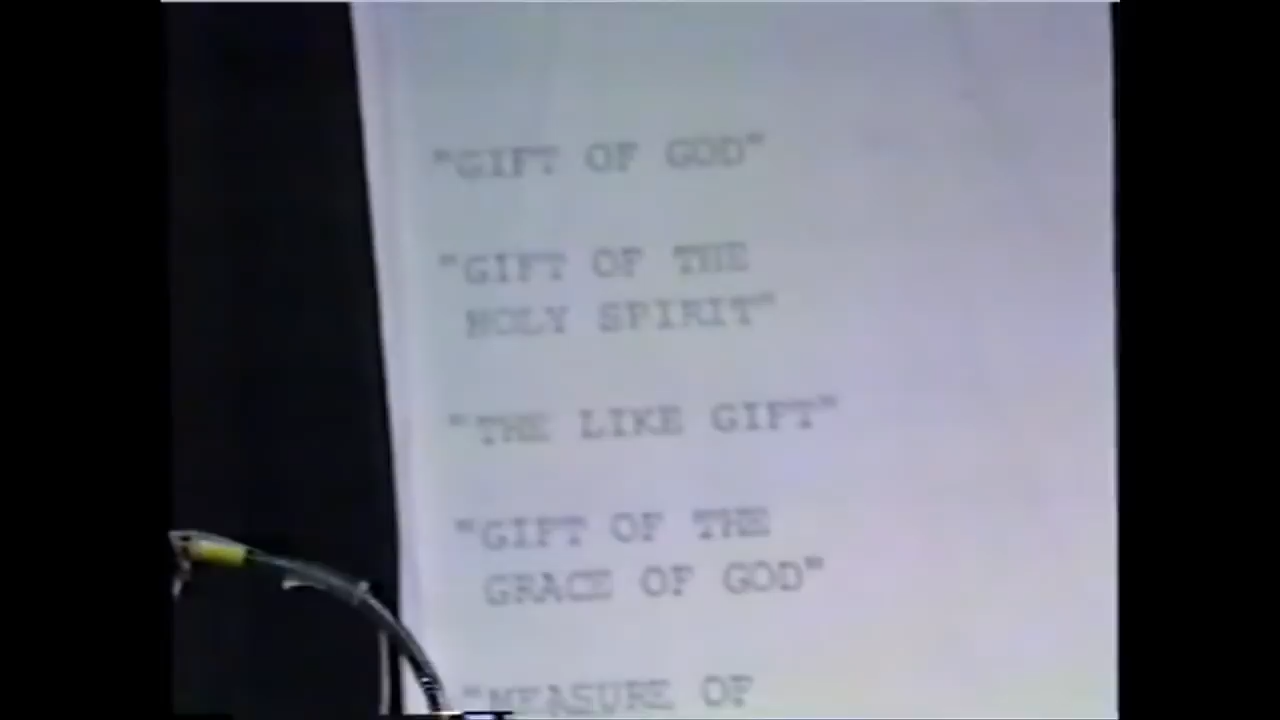 "GIFT OF GOD"
"GIFT OF THE
HOLY SPIRIT"
"THE LIKE GIFT"
"GIFT OF THE
GRACE OF GOD"
"MEASURE OF